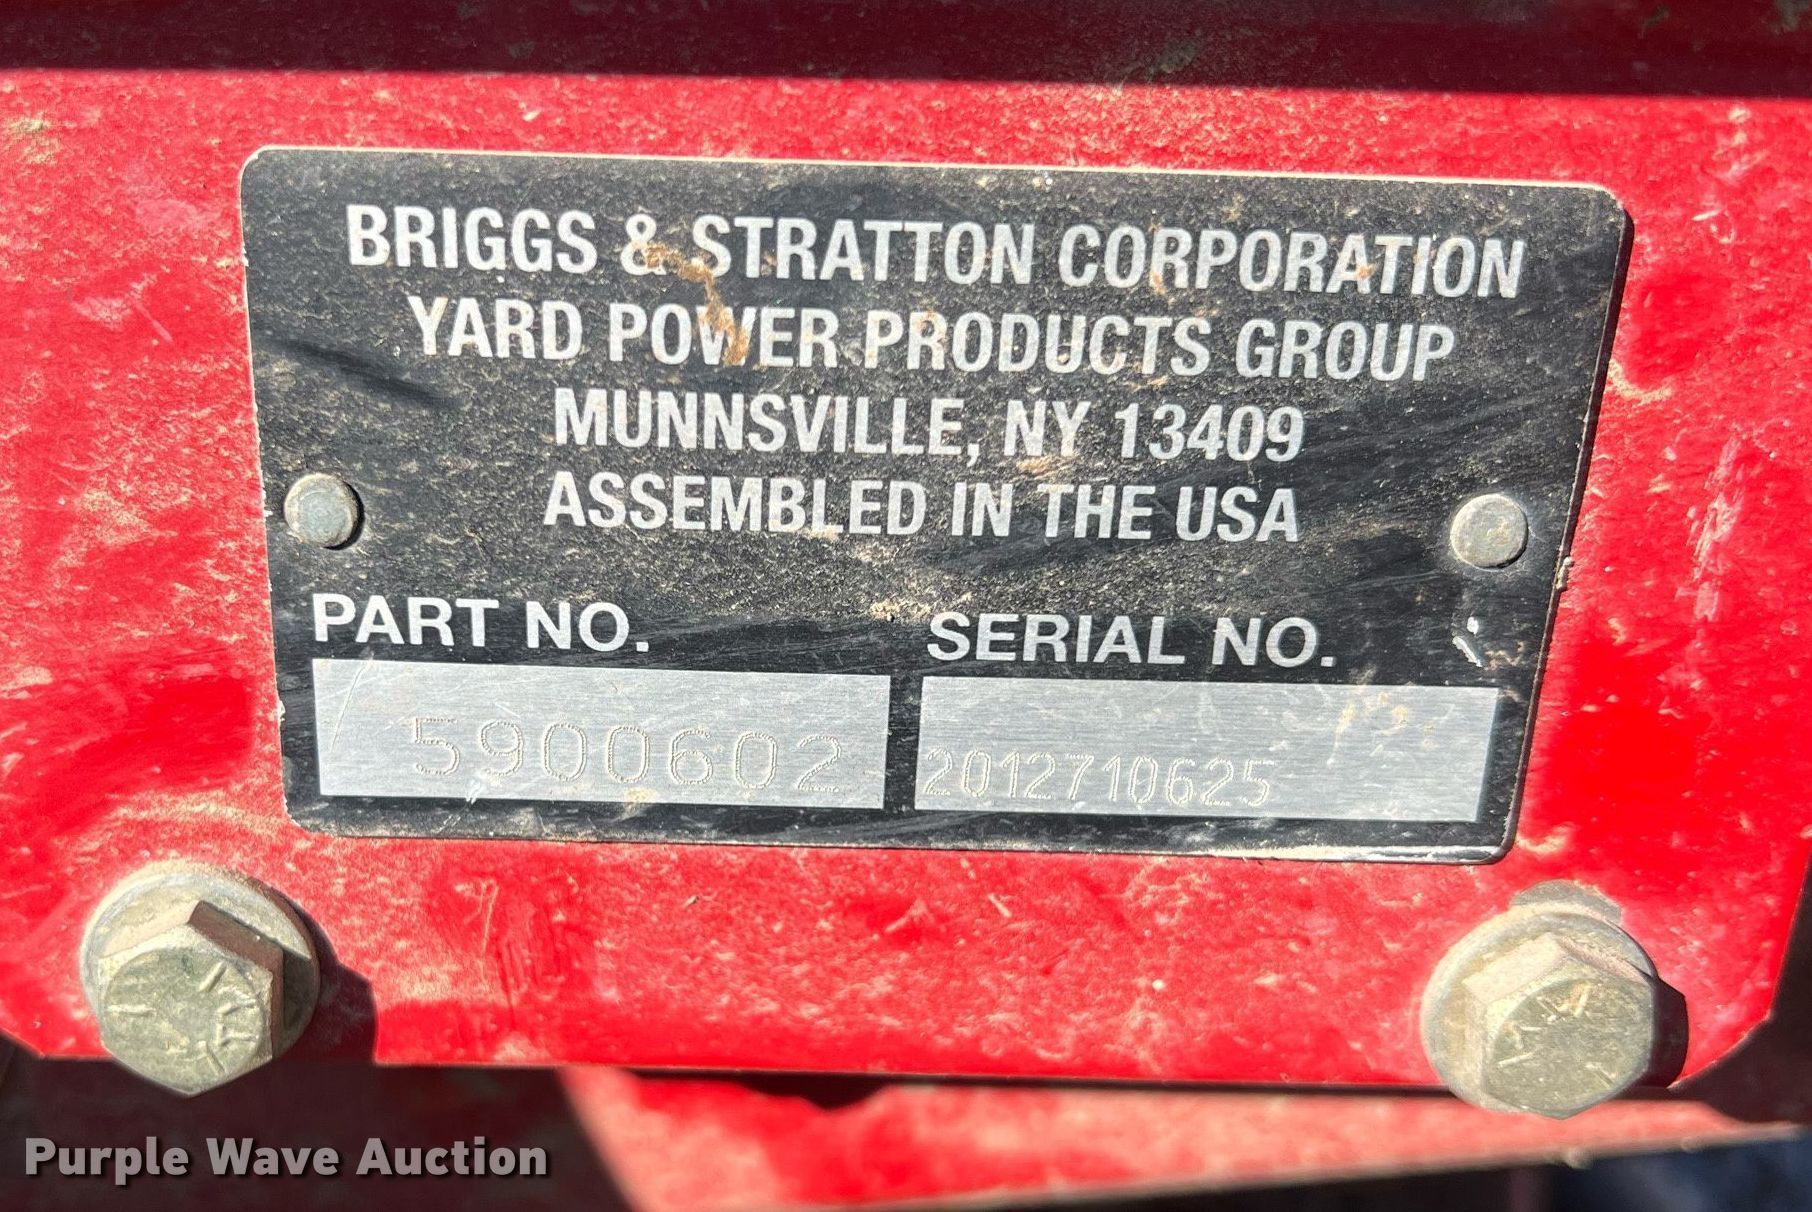 BRIGGS & STRATTON CORPORATION
YARD POWER PRODUCTS GROUP
MUNNSVILLE, NY 13409
ASSEMBLED IN THE USA
PART NO. SERIAL NO.
5900602 2012710625
Purple Wave Auction